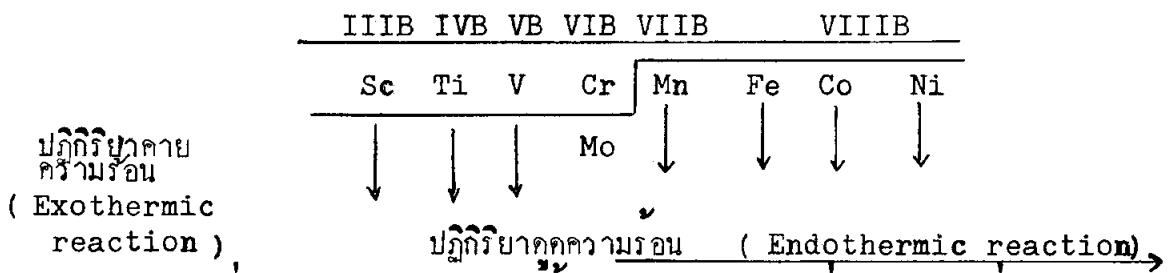 IIIB IVB VB VIB VIIB VIIIB
Sc Ti V Cr Mn Fe Co Ni
Mo
ปฏิกิริยาคาย
ความร้อน
( Exothermic
reaction )
ปฏิกิริยาดูดความร้อน ( Endothermic reaction)